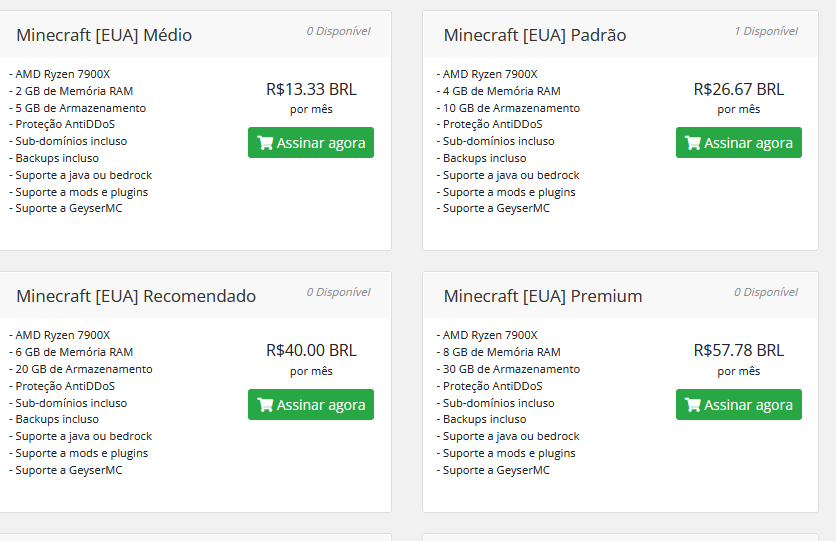 Minecraft [EUA] Médio
0 Disponível
- AMD Ryzen 7900X
- 2 GB de Memória RAM
- 5 GB de Armazenamento
- Proteção AntiDDoS
- Sub-domínios incluso
- Backups incluso
- Suporte a java ou bedrock
- Suporte a mods e plugins
- Suporte a GeyserMC
R$13.33 BRL
por mês
Assinar agora
Minecraft [EUA] Padrão
1 Disponível
- AMD Ryzen 7900X
- 4 GB de Memória RAM
- 10 GB de Armazenamento
- Proteção AntiDDoS
- Sub-domínios incluso
- Backups incluso
- Suporte a java ou bedrock
- Suporte a mods e plugins
- Suporte a GeyserMC
R$26.67 BRL
por mês
Assinar agora
Minecraft [EUA] Recomendado
0 Disponível
- AMD Ryzen 7900X
- 6 GB de Memória RAM
- 20 GB de Armazenamento
- Proteção AntiDDoS
- Sub-domínios incluso
- Backups incluso
- Suporte a java ou bedrock
- Suporte a mods e plugins
- Suporte a GeyserMC
R$40.00 BRL
por mês
Assinar agora
Minecraft [EUA] Premium
0 Disponível
- AMD Ryzen 7900X
- 8 GB de Memória RAM
- 30 GB de Armazenamento
- Proteção AntiDDoS
- Sub-domínios incluso
- Backups incluso
- Suporte a java ou bedrock
- Suporte a mods e plugins
- Suporte a GeyserMC
R$57.78 BRL
por mês
Assinar agora